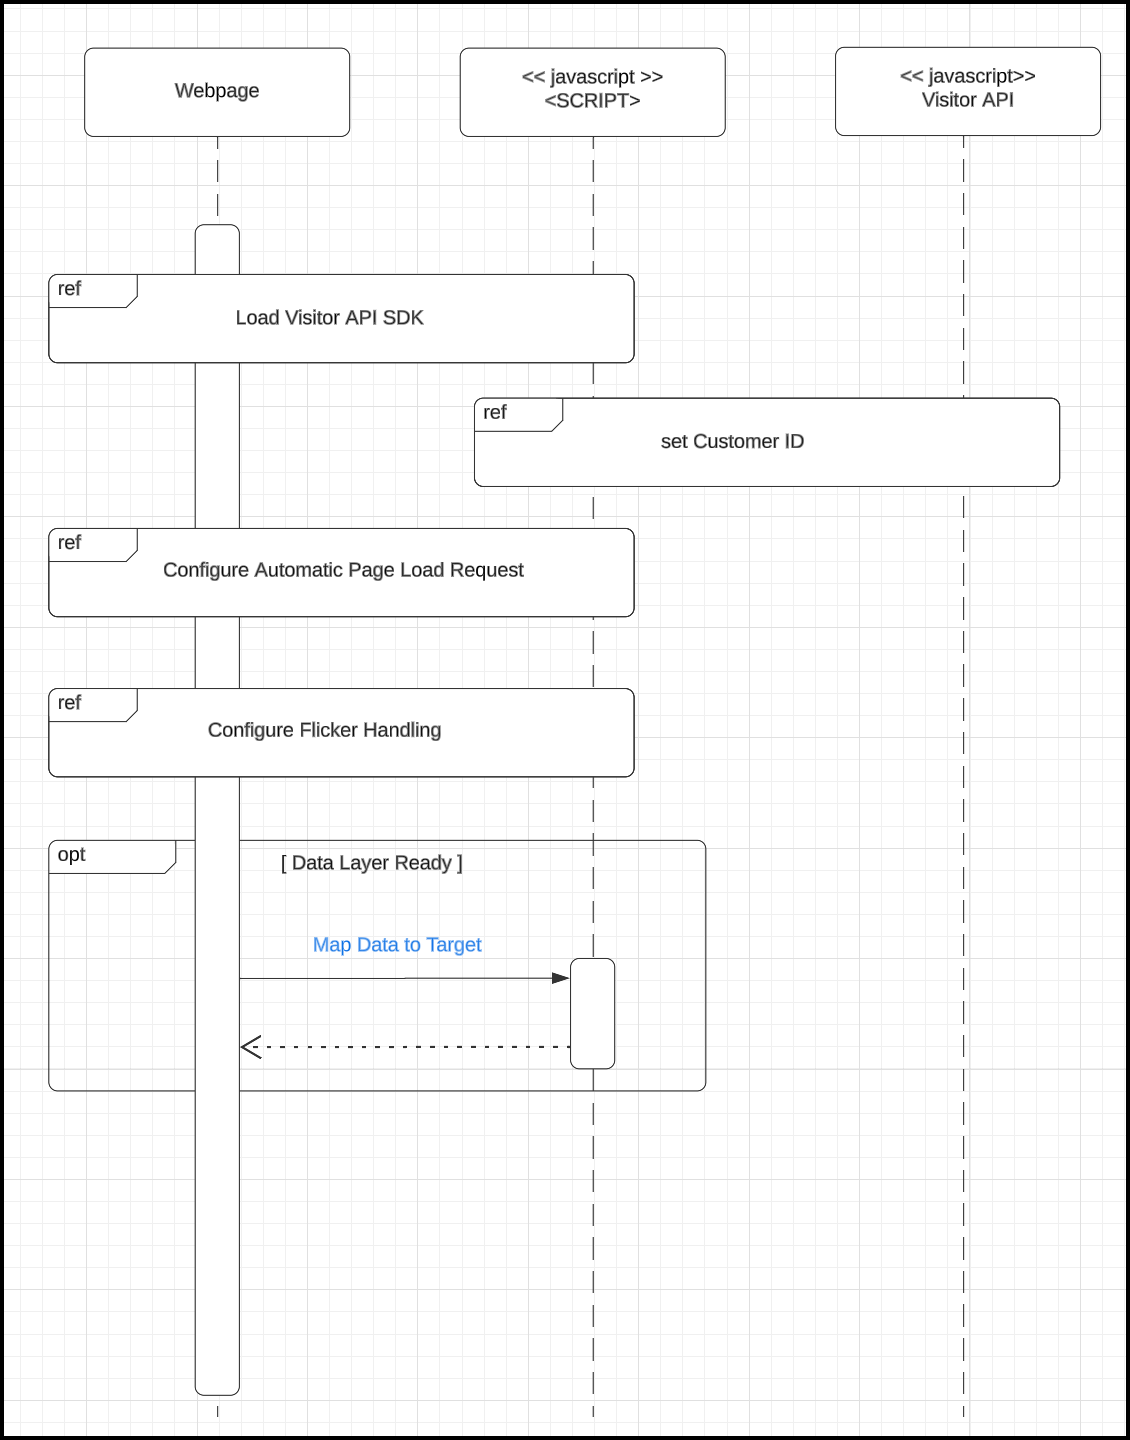 Webpage
<< javascript >>
<SCRIPT>
<< javascript>>
Visitor API
ref
Load Visitor API SDK
ref
set Customer ID
ref
Configure Automatic Page Load Request
ref
Configure Flicker Handling
opt
[ Data Layer Ready ]
Map Data to Target